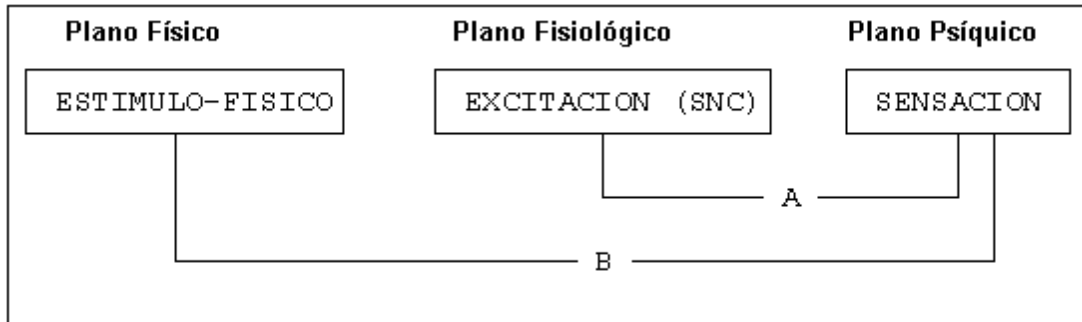 Plano Físico Plano Fisiológico Plano Psíquico
ESTIMULO-FISICO EXCITACION (SNC) SENSACION
A
B